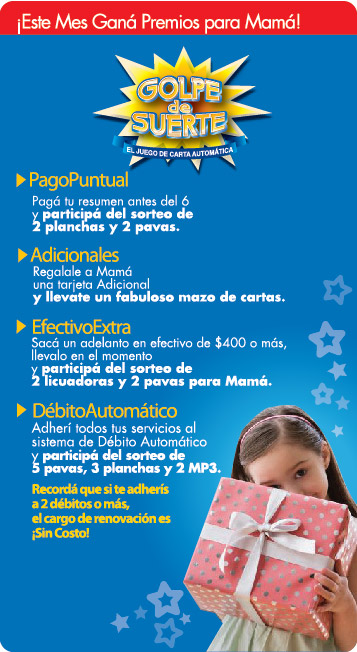 ¡Este Mes Ganá Premios para Mamá!
GOLPE
de
SUERTE
EL JUEGO DE CARTA AUTOMÁTICA
PagoPuntual
Pagá tu resumen antes del 6
y participá del sorteo de
2 planchas y 2 pavas.
Adicionales
Regalale a Mamá
una tarjeta Adicional
y llevate un fabuloso mazo de cartas.
EfectivoExtra
Sacá un adelanto en efectivo de $400 o más,
llevalo en el momento
y participá del sorteo de
2 licuadoras y 2 pavas para Mamá.
DébitoAutomático
Adherí todos tus servicios al
sistema de Débito Automático
y participá del sorteo de
5 pavas, 3 planchas y 2 MP3.
Recordá que si te adherís
a 2 débitos o más,
el cargo de renovación es
¡Sin Costo!